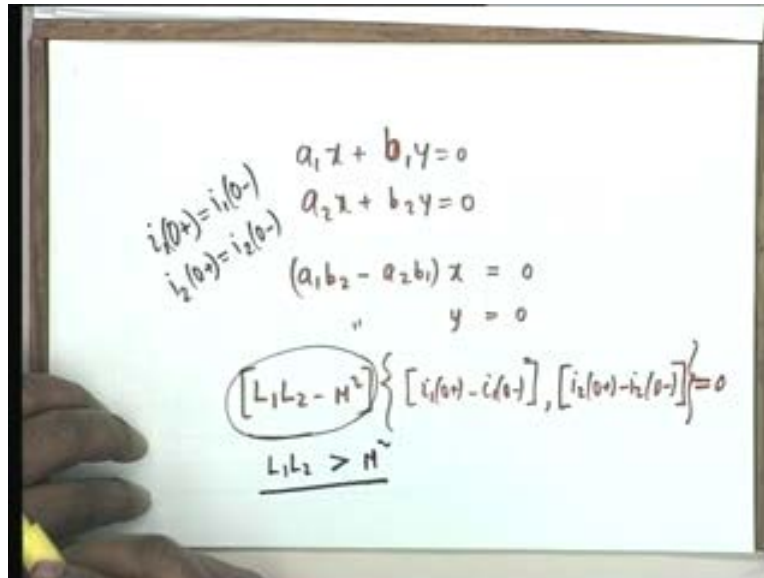 a₁x + b₁y = 0
a₂x + b₂y = 0
i₁(0+) = i₁(0-)
i₂(0+) = i₂(0-)
(a₁b₂ - a₂b₁) x = 0
" y = 0
[L₁L₂ - M²] { [i₁(0+) - i₁(0-)], [i₂(0+) - i₂(0-)] } = 0
L₁L₂ > M²